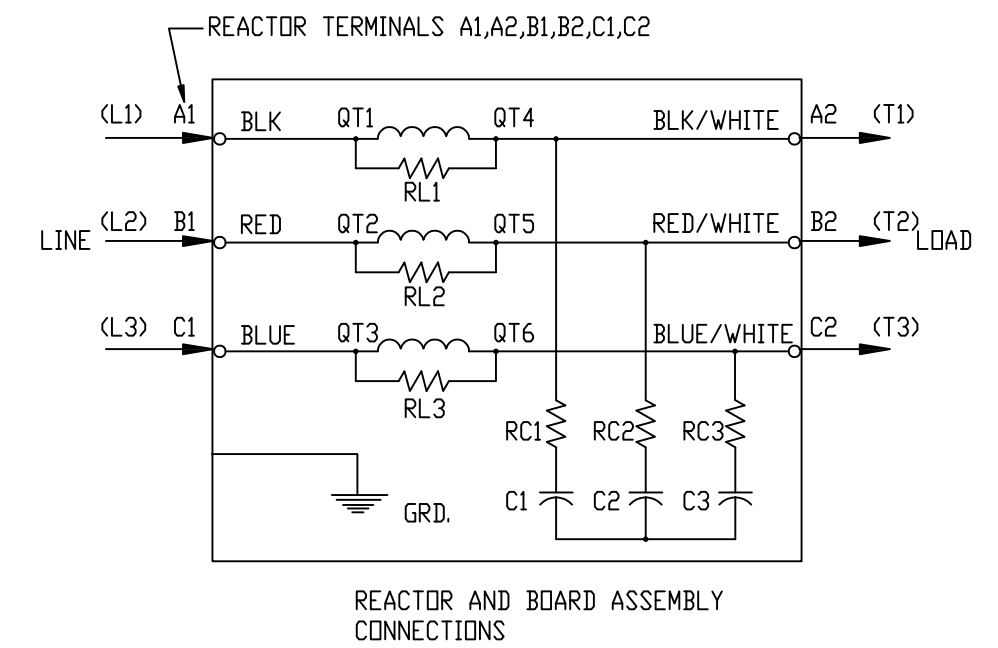 REACTOR TERMINALS A1,A2,B1,B2,C1,C2
(L1) A1 BLK QT1 QT4 BLK/WHITE A2 (T1)
RL1
LINE (L2) B1 RED QT2 QT5 RED/WHITE B2 (T2) LOAD
RL2
(L3) C1 BLUE QT3 QT6 BLUE/WHITE C2 (T3)
RL3
RC1 RC2 RC3
C1 C2 C3
GRD.
REACTOR AND BOARD ASSEMBLY
CONNECTIONS